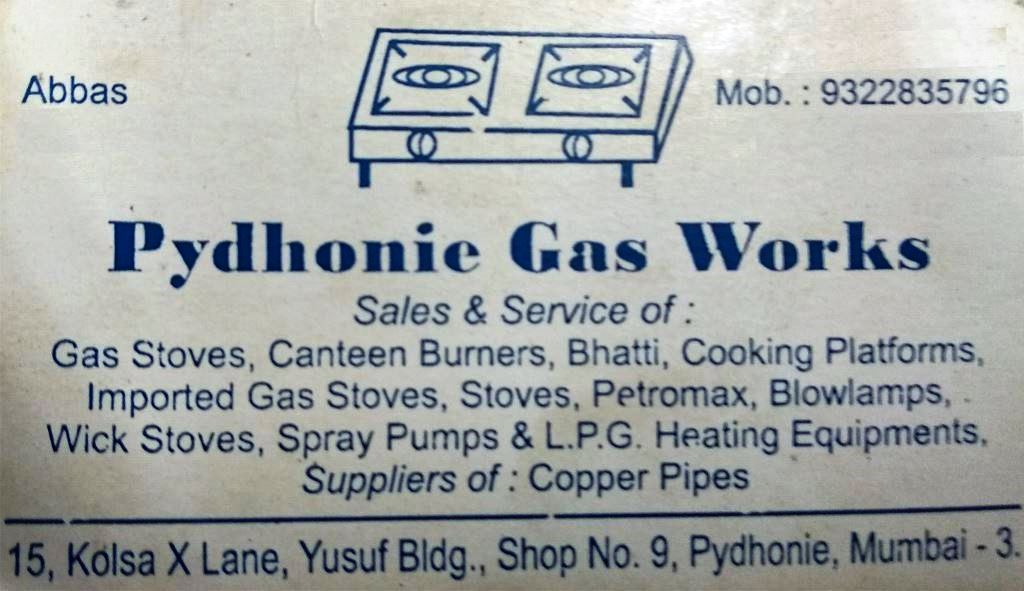 Abbas
Mob. : 9322835796
Pydhonie Gas Works
Sales & Service of :
Gas Stoves, Canteen Burners, Bhatti, Cooking Platforms,
Imported Gas Stoves, Stoves, Petromax, Blowlamps,
Wick Stoves, Spray Pumps & L.P.G. Heating Equipments.
Suppliers of : Copper Pipes
15, Kolsa X Lane, Yusuf Bldg., Shop No. 9, Pydhonie, Mumbai - 3.